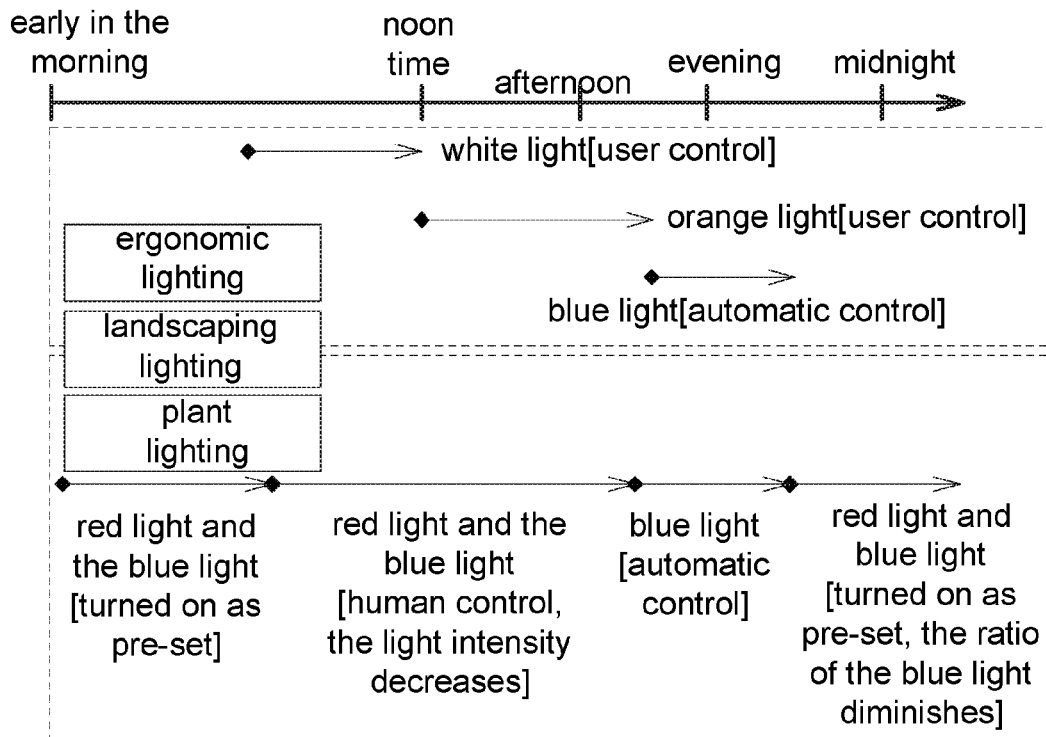 early in the
morning
noon
time
afternoon
evening
midnight
white light[user control]
orange light[user control]
blue light[automatic control]
ergonomic
lighting
landscaping
lighting
plant
lighting
red light and
the blue light
[turned on as
pre-set]
red light and the
blue light
[human control,
the light intensity
decreases]
blue light
[automatic
control]
red light and
blue light
[turned on as
pre-set, the ratio
of the blue light
diminishes]